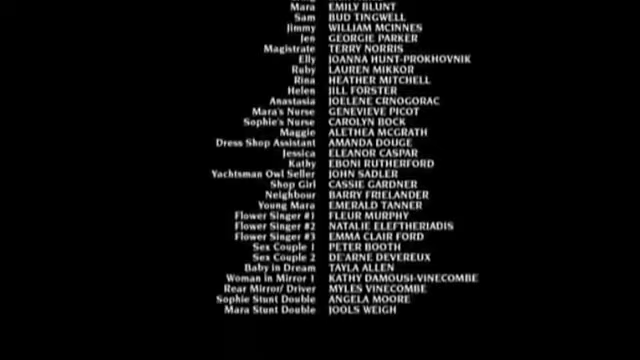 Mara EMILY BLUNT
Sam BUD TINGWELL
Jimmy WILLIAM MCINNES
Jen GEORGIE PARKER
Magistrate TERRY NORRIS
Elly JOANNA HUNT-PROKHOVNIK
Ruby LAUREN MIKKOR
Rina HEATHER MITCHELL
Helen JILL FORSTER
Anastasia JOELENE CRNOGORAC
Mara's Nurse GENEVIEVE PICOT
Sophie's Nurse CAROLYN BOCK
Maggie ALETHEA MCGRATH
Dress Shop Assistant AMANDA DOUGE
Jessica ELEANOR CASPAR
Kathy EBONI RUTHERFORD
Yachtsman Owl Seller JOHN SADLER
Shop Girl CASSIE GARDNER
Neighbour BARRY FRIELANDER
Young Mara EMERALD TANNER
Flower Singer #1 FLEUR MURPHY
Flower Singer #2 NATALIE ELEFTHERIADIS
Flower Singer #3 EMMA CLAIR FORD
Sex Couple 1 PETER BOOTH
Sex Couple 2 DE'ARNE DEVEREUX
Baby in Dream TAYLA ALLEN
Woman in Mirror 1 KATHY DAMOUSI-VINECOMBE
Rear Mirror/ Driver MYLES VINECOMBE
Sophie Stunt Double ANGELA MOORE
Mara Stunt Double JOOLS WEIGH